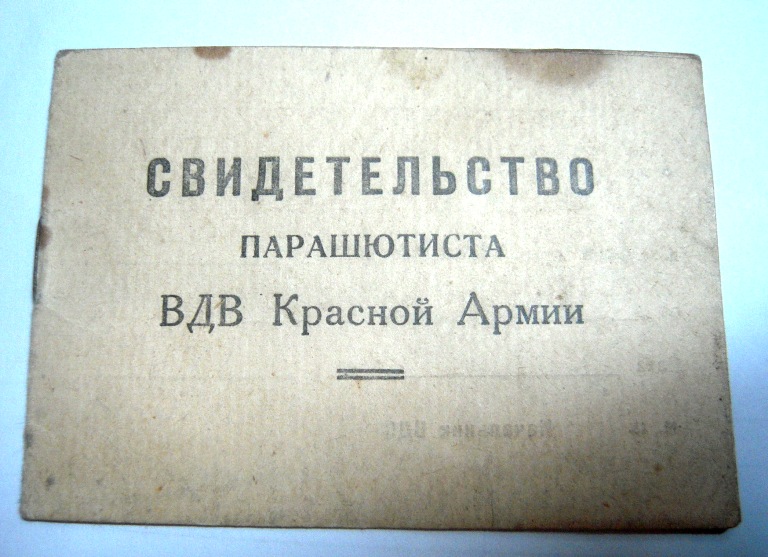 СВИДЕТЕЛЬСТВО
ПАРАШЮТИСТА
ВДВ Красной Армии